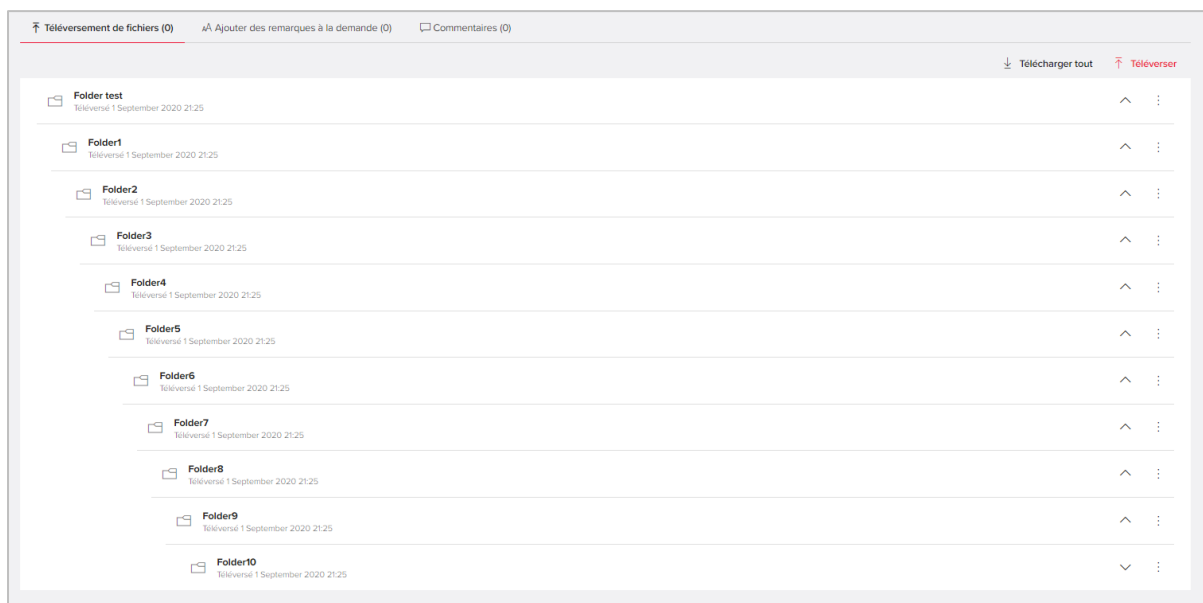 Téléversement de fichiers (0) AÂ Ajouter des remarques à la demande (0) Commentaires (0)
Télécharger tout Téléverser
Folder test
Téléversé 1 September 2020 21:25
Folder1
Téléversé 1 September 2020 21:25
Folder2
Téléversé 1 September 2020 21:25
Folder3
Téléversé 1 September 2020 21:25
Folder4
Téléversé 1 September 2020 21:25
Folder5
Téléversé 1 September 2020 21:25
Folder6
Téléversé 1 September 2020 21:25
Folder7
Téléversé 1 September 2020 21:25
Folder8
Téléversé 1 September 2020 21:25
Folder9
Téléversé 1 September 2020 21:25
Folder10
Téléversé 1 September 2020 21:25